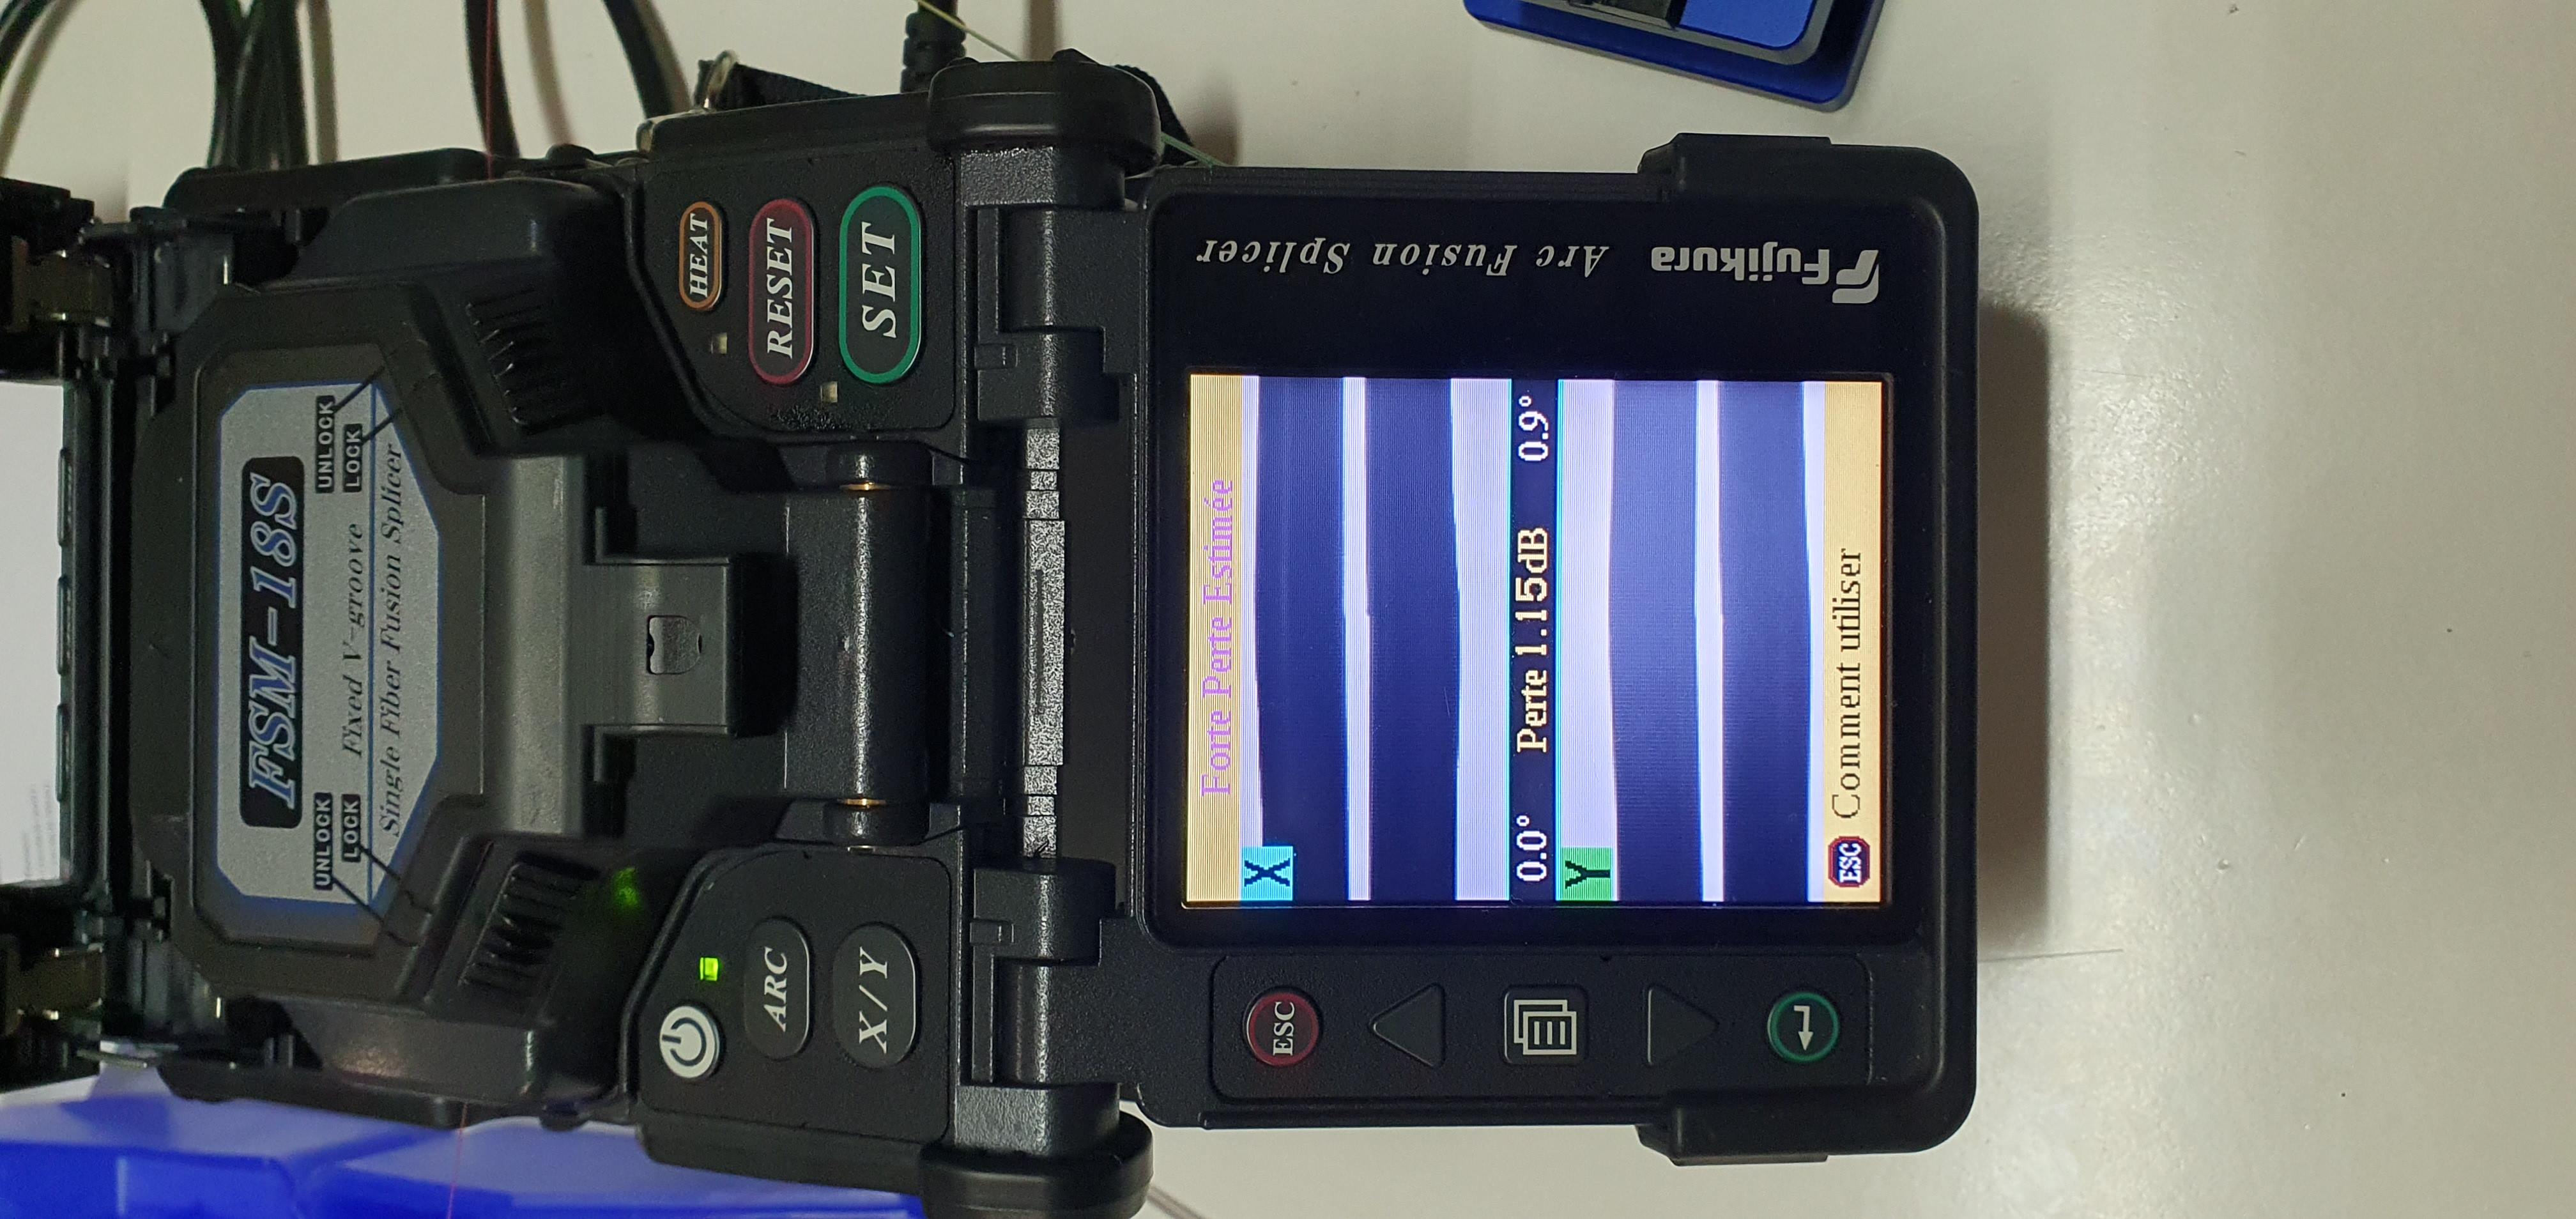 FSM-18S
UNLOCK
UNLOCK
LOCK
Fixed V-groove
LOCK
Single Fiber Fusion Splicer
HEAT
ARC
RESET
X/Y
SET
Forte Perte Estimée
X
ESC
0.0° Perte 1.15dB 0.9°
Y
ESC Comment utiliser
Fujikura Arc Fusion Splicer